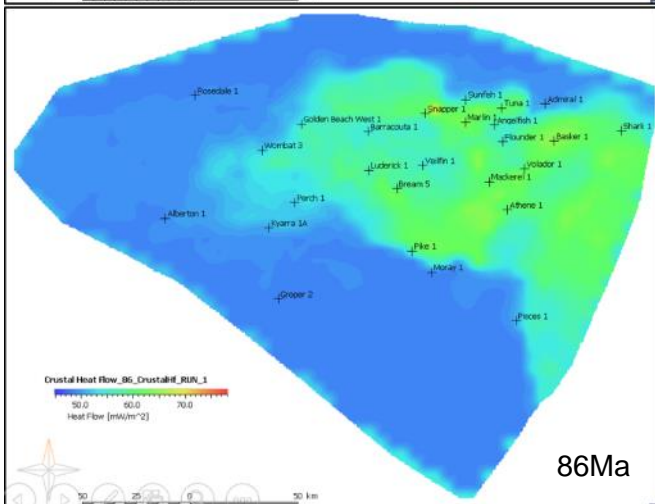 Rosedale 1
Sunfish 1
Tuna 1
Admiral 1
Snapper 1
Golden Beach West 1
Marlin 1
Angelfish 1
Barracouta 1
Shark 1
Flounder 1
Basker 1
Wombat 3
Luderick 1
Veilfin 1
Volador 1
Mackerel 1
Bream 5
Perch 1
Athene 1
Alberton 1
Kyarra 1A
Pike 1
Moray 1
Groper 2
Pisces 1
Crustal Heat Flow_86_CrustalHf_RUN_1
50.0 60.0 70.0
Heat Flow [mW/m^2]
86Ma
50 0 50 km